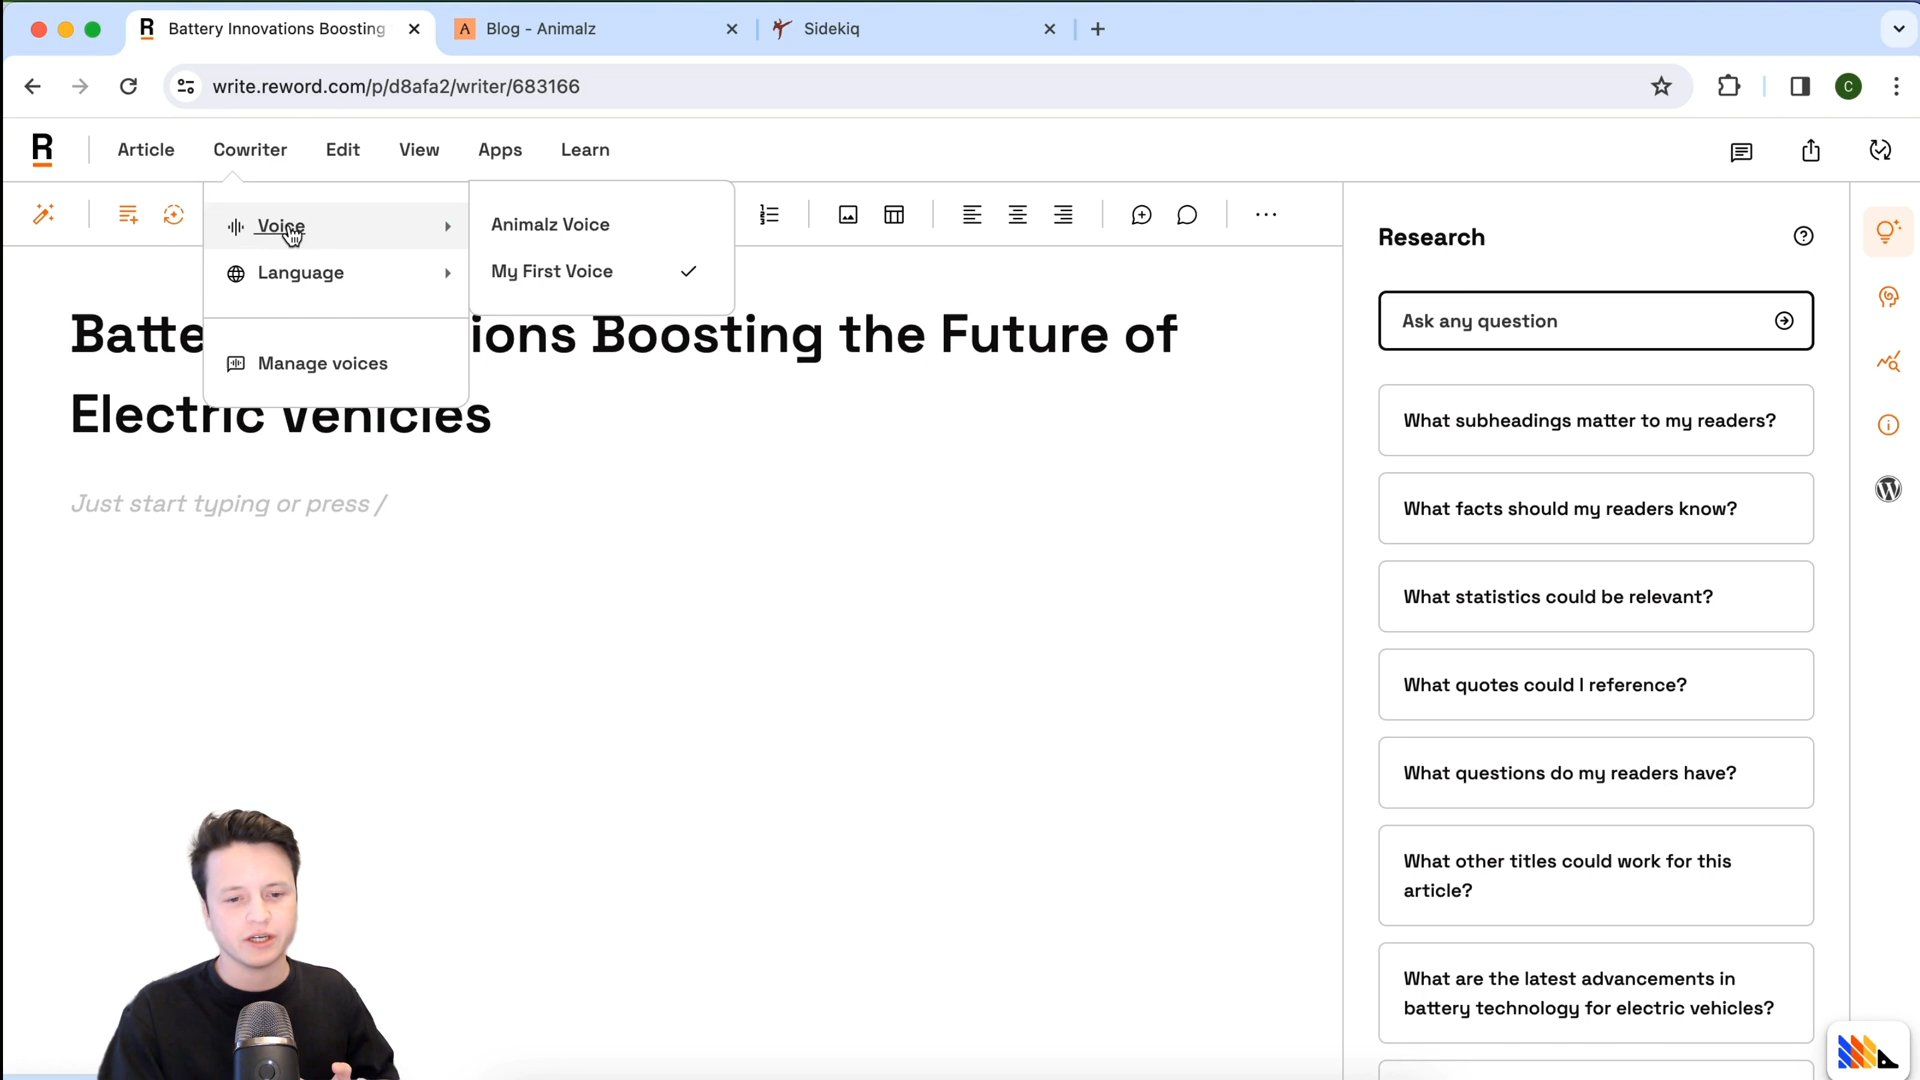 R Battery Innovations Boosting
A Blog - Animalz
Sidekiq
write.reword.com/p/d8afa2/writer/683166
C
R Article Cowriter Edit View Apps Learn
Voice
Language
Manage voices
Animalz Voice
My First Voice
Batte ions Boosting the Future of
Electric Vehicles
Just start typing or press /
Research
Ask any question
What subheadings matter to my readers?
What facts should my readers know?
What statistics could be relevant?
What quotes could I reference?
What questions do my readers have?
What other titles could work for this
article?
What are the latest advancements in
battery technology for electric vehicles?